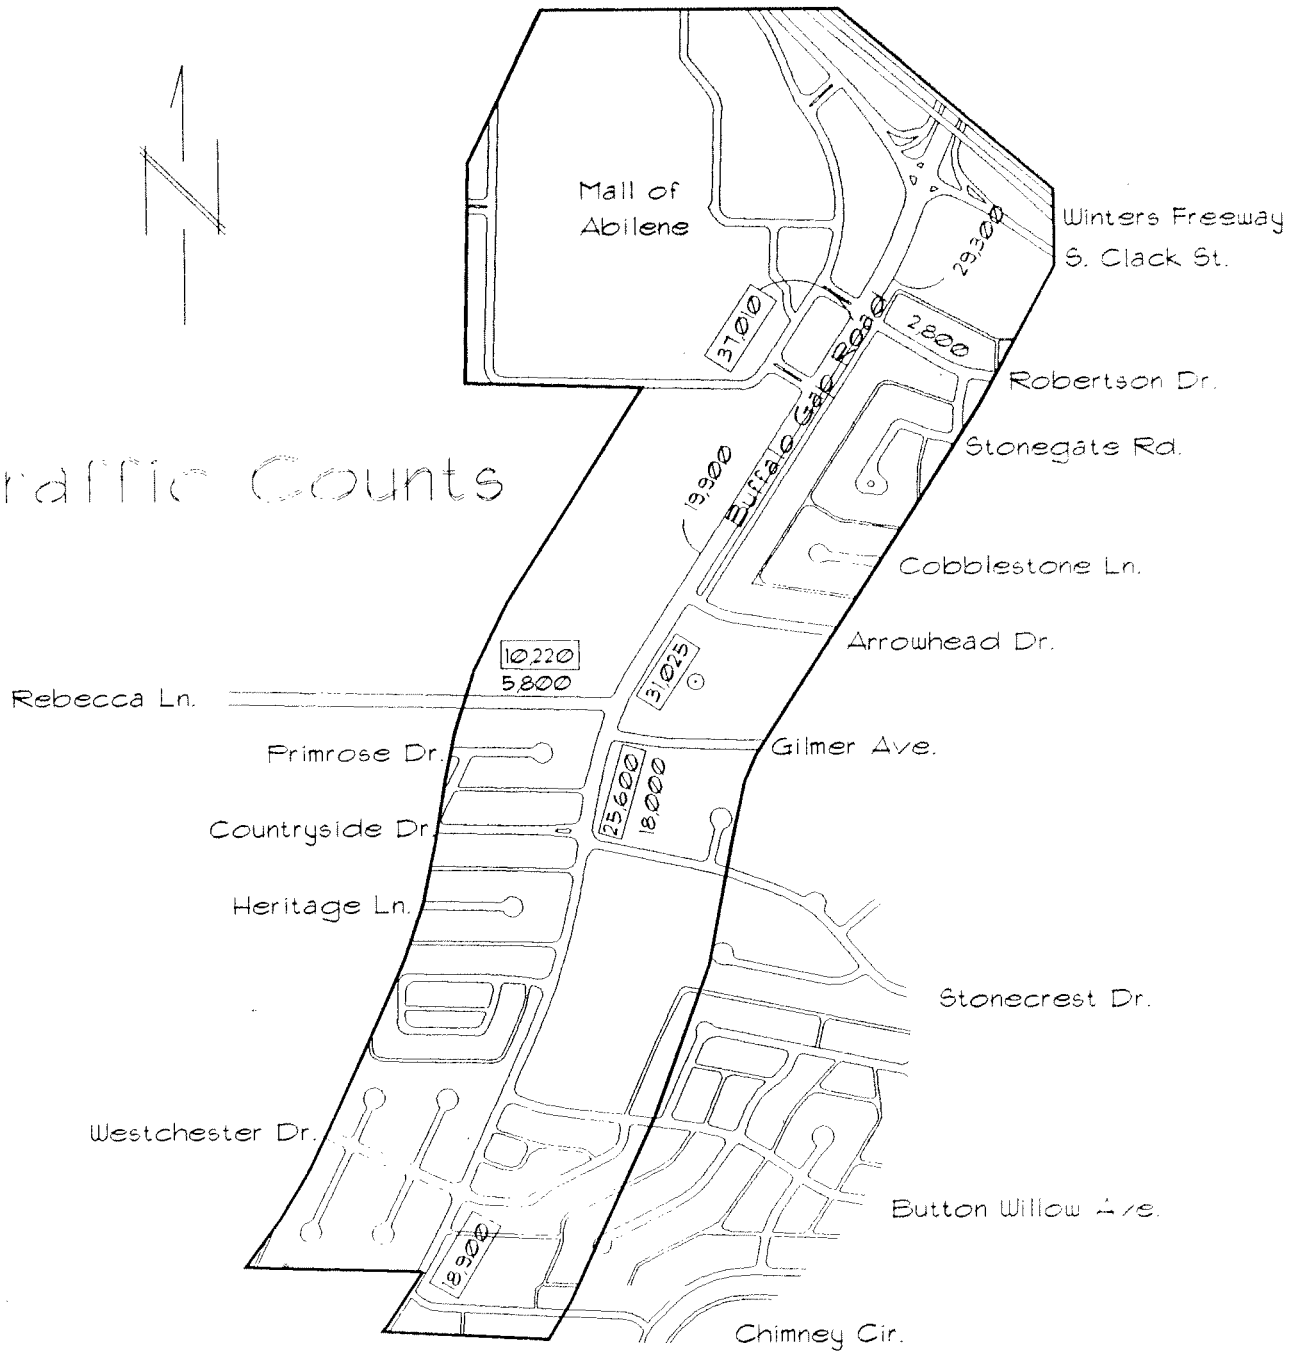 N
Mall of
Abilene
Winters Freeway
S. Clack St.
29,300
37,010
2,800
Buffalo Gap Road
Robertson Dr.
Stonegate Rd.
raffic Counts
19,900
Cobblestone Ln.
Arrowhead Dr.
10,220
5,800
31,025
Rebecca Ln.
Primrose Dr.
Gilmer Ave.
25,600
18,000
Countryside Dr.
Heritage Ln.
Stonecrest Dr.
Westchester Dr.
Button Willow Ave.
18,900
Chimney Cir.